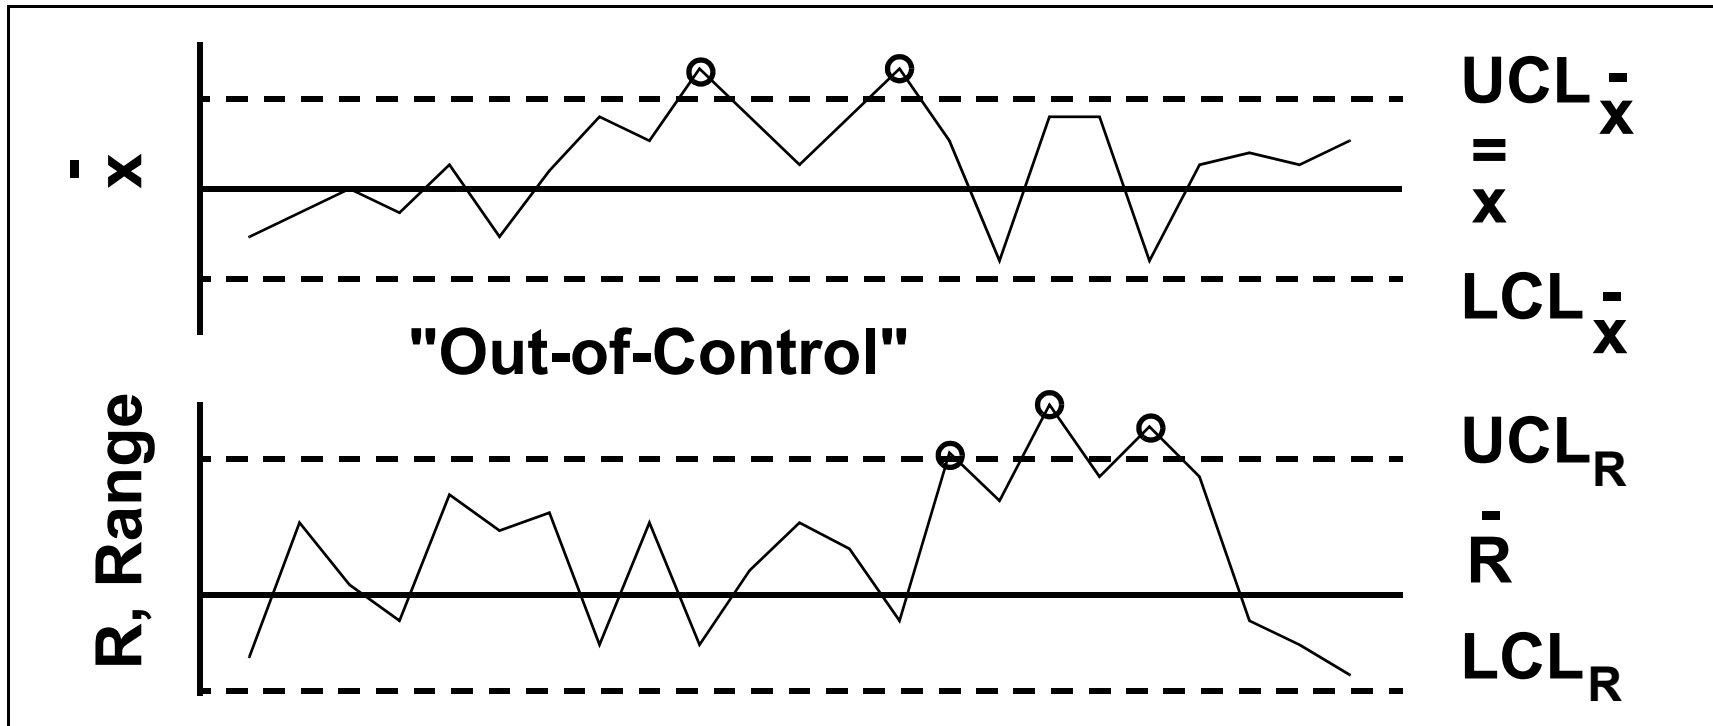 x̄
UCL x̄
x̿
LCL x̄
"Out-of-Control"
R, Range
UCL R
R̄
LCL R